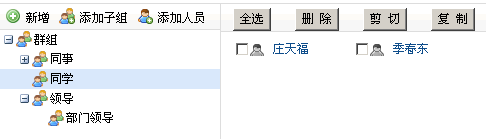 新增 添加子组 添加人员
全选 删 除 剪 切 复 制
群组
同事
同学
领导
部门领导
庄天福 季春东